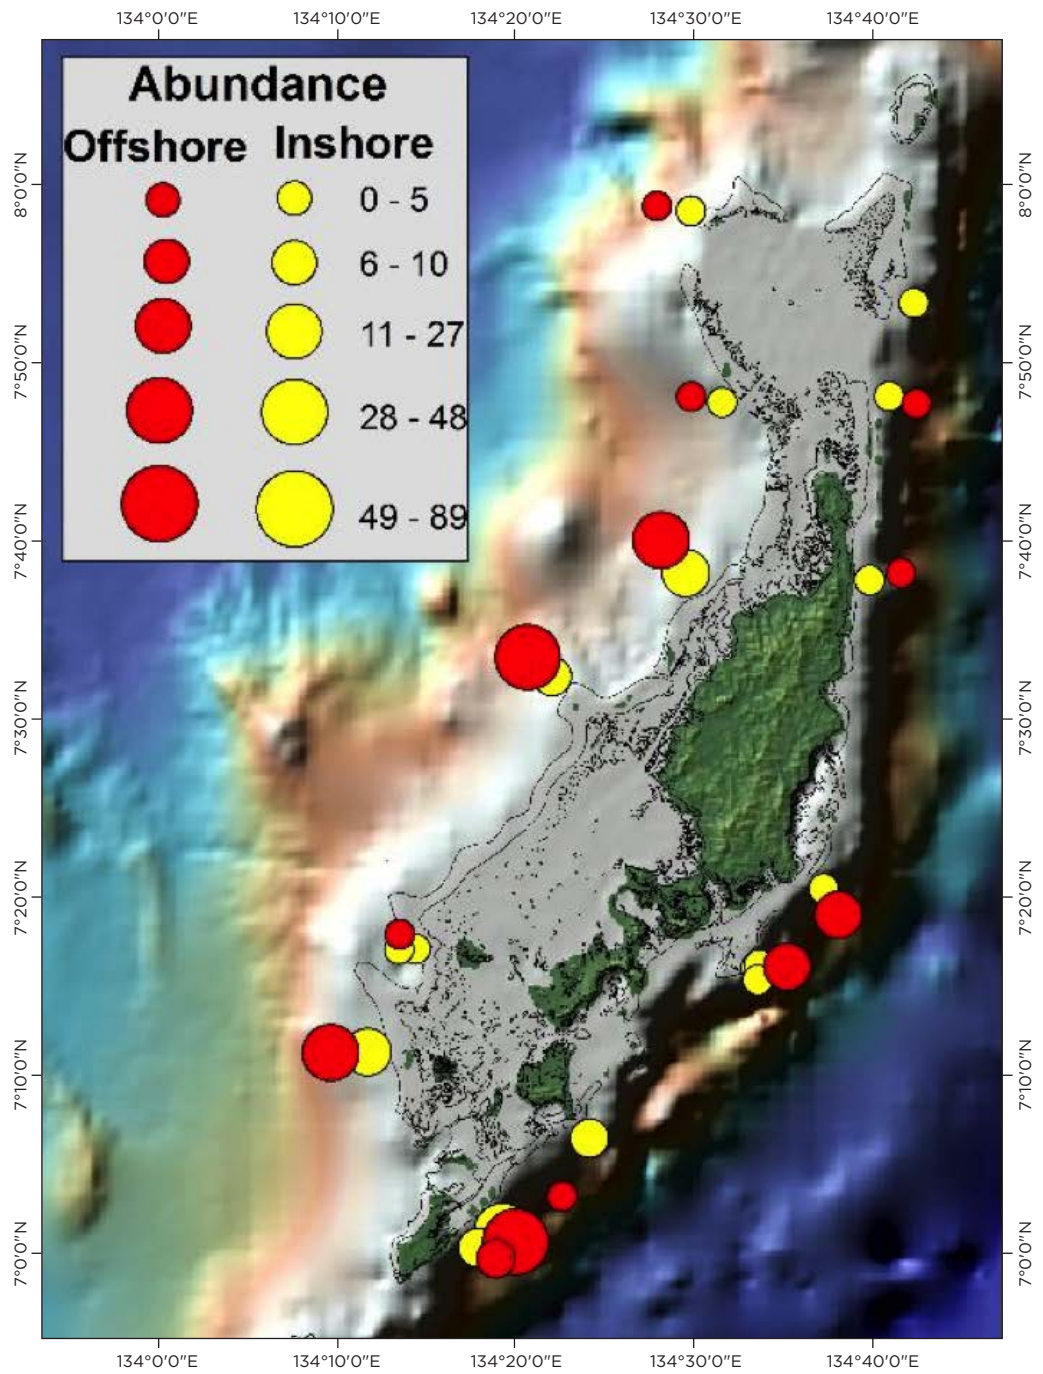 134°0'0"E 134°10'0"E 134°20'0"E 134°30'0"E 134°40'0"E
Abundance
Offshore Inshore
0 - 5
6 - 10
11 - 27
28 - 48
49 - 89
8°0'0"N 8°0'0"N
7°50'0"N 7°50'0"N
7°40'0"N 7°40'0"N
7°30'0"N 7°30'0"N
7°20'0"N 7°20'0"N
7°10'0"N 7°10'0"N
7°0'0"N 7°0'0"N
134°0'0"E 134°10'0"E 134°20'0"E 134°30'0"E 134°40'0"E